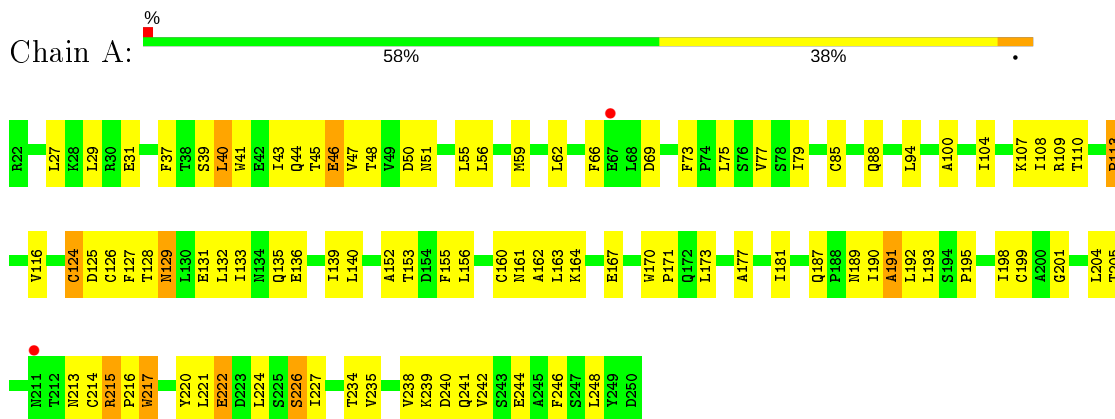 %
Chain A:
58% 38% •
R22 L27 K28 L29 R30 E31 F37 T38 S39 L40 W41 E42 I43 Q44 T45 E46 V47 T48 V49 D50 N51 L55 L56 M59 L62 F66 E67 L68 D69 F73 P74 L75 S76 V77 S78 I79 C85 Q88 L94 A100 I104 K107 I108 R109 T110
V116 C124 D125 C126 F127 T128 N129 L130 E131 L132 I133 N134 Q135 E136 I139 L140 A152 T153 D154 F155 L156 C160 N161 A162 L163 K164 E167 W170 P171 Q172 L173 A177 I181 Q187 P188 N189 I190 A191 L192 L193 S194 P195 I198 C199 A200 G201 L204
N211 T212 N213 C214 R215 P216 W217 Y220 L221 E222 D223 L224 S225 S226 I227 T234 V235 V238 K239 D240 Q241 V242 S243 E244 A245 F246 S247 L248 Y249 D250